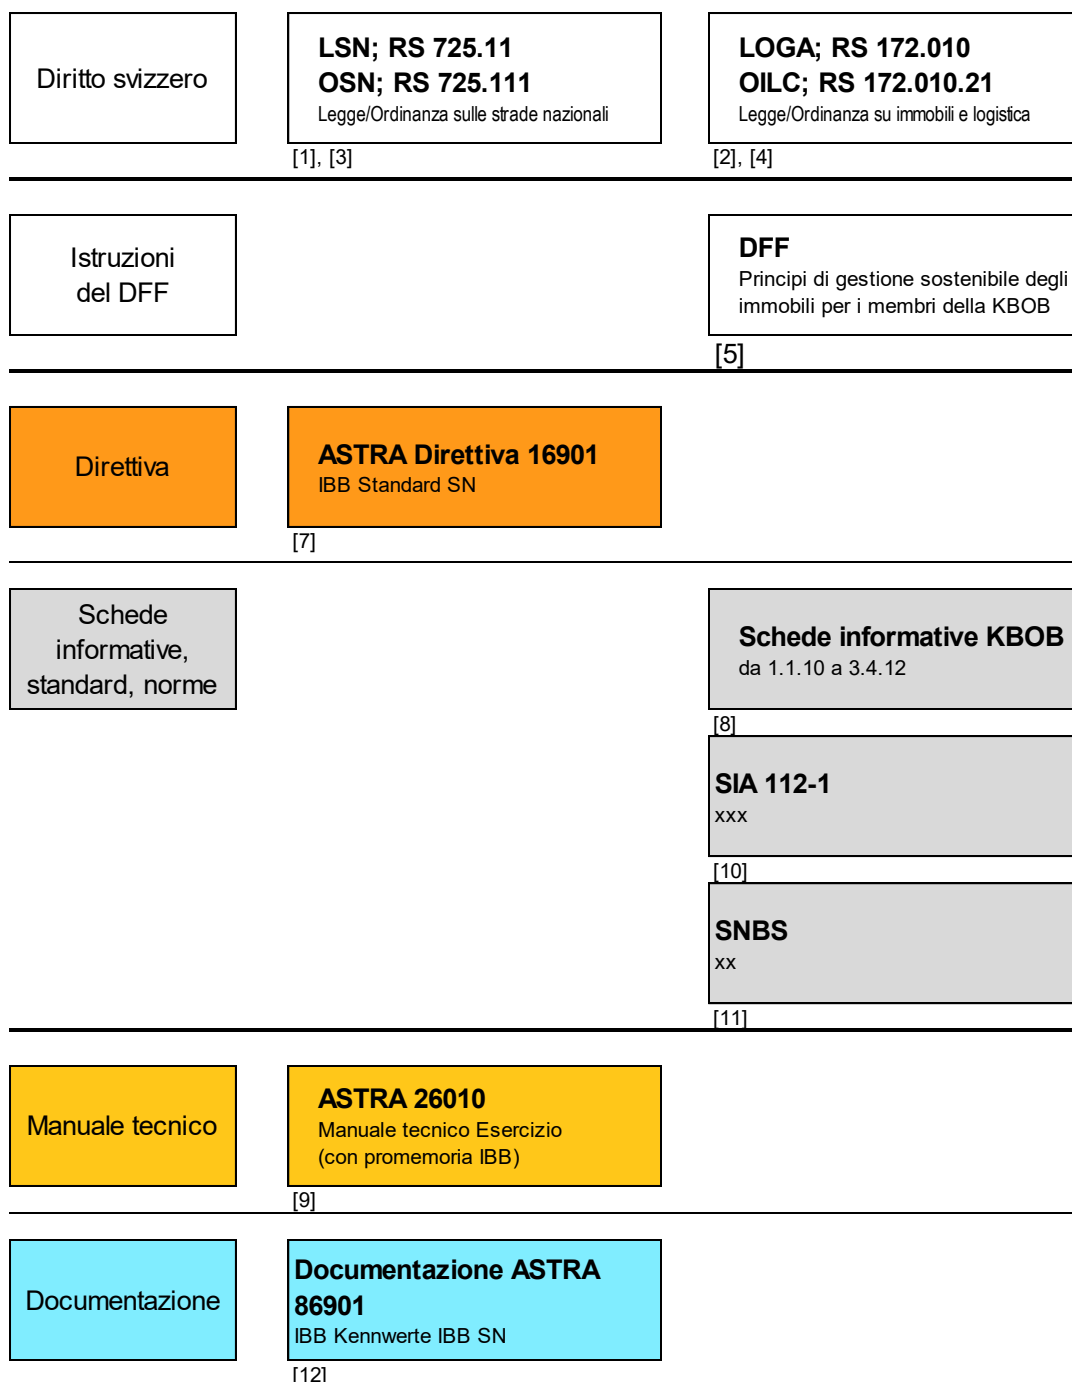 Diritto svizzero
LSN; RS 725.11
OSN; RS 725.111
Legge/Ordinanza sulle strade nazionali
[1], [3]
LOGA; RS 172.010
OILC; RS 172.010.21
Legge/Ordinanza su immobili e logistica
[2], [4]
Istruzioni
del DFF
DFF
Principi di gestione sostenibile degli
immobili per i membri della KBOB
[5]
Direttiva
ASTRA Direttiva 16901
IBB Standard SN
[7]
Schede
informative,
standard, norme
Schede informative KBOB
da 1.1.10 a 3.4.12
[8]
SIA 112-1
xxx
[10]
SNBS
xx
[11]
Manuale tecnico
ASTRA 26010
Manuale tecnico Esercizio
(con promemoria IBB)
[9]
Documentazione
Documentazione ASTRA
86901
IBB Kennwerte IBB SN
[12]